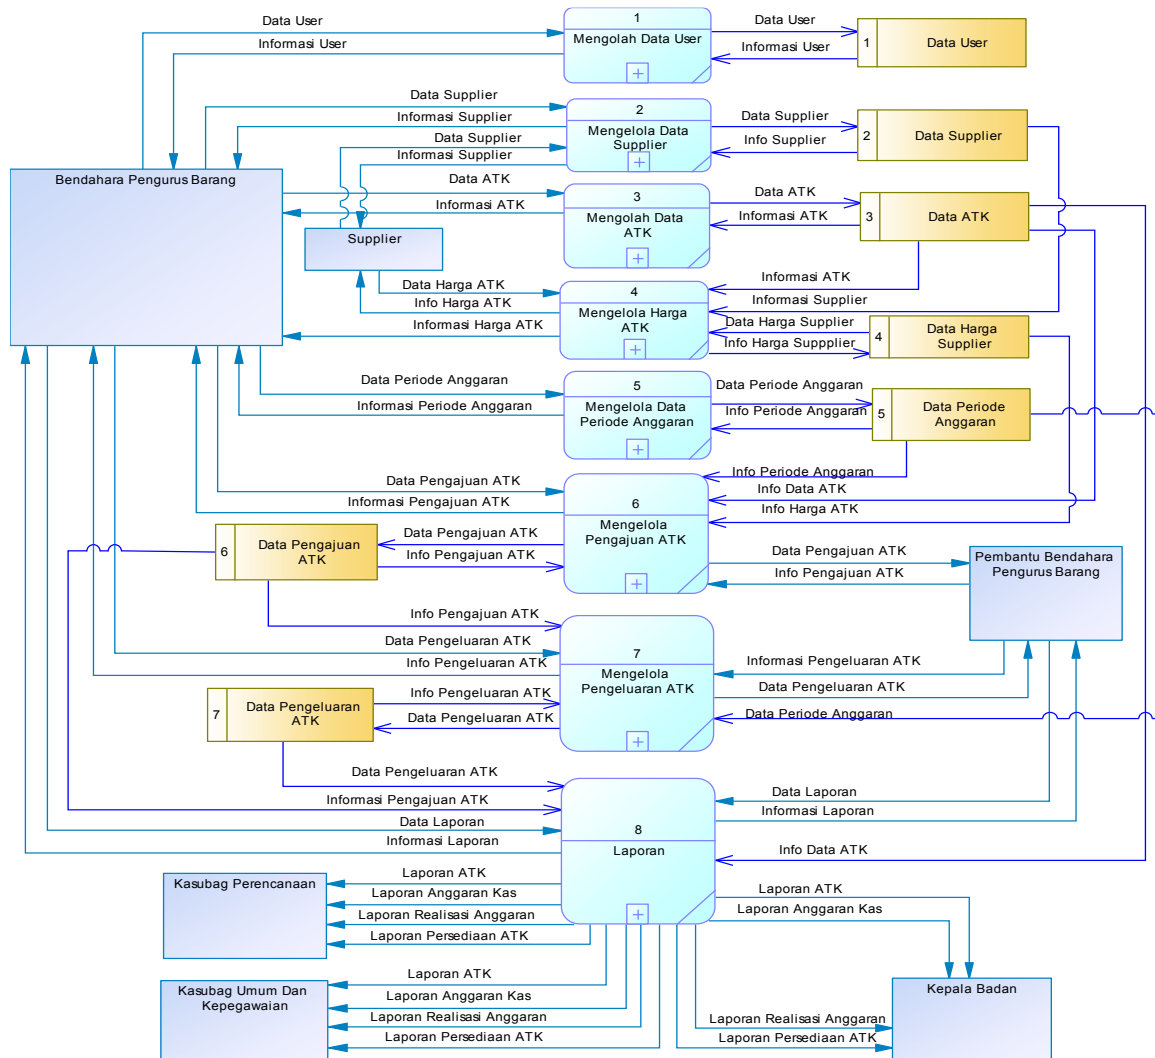 Data User
Informasi User
1
Mengolah Data User
Data User
Informasi User
1
Data User
Data Supplier
Informasi Supplier
Data Supplier
Informasi Supplier
2
Mengelola Data
Supplier
Data Supplier
Info Supplier
2
Data Supplier
Bendahara Pengurus Barang
Data ATK
Informasi ATK
3
Mengolah Data
ATK
Data ATK
Informasi ATK
3
Data ATK
Supplier
Data Harga ATK
Info Harga ATK
Informasi Harga ATK
4
Mengelola Harga
ATK
Informasi ATK
Informasi Supplier
Data Harga Supplier
Info Harga Suppplier
4
Data Harga
Supplier
Data Periode Anggaran
Informasi Periode Anggaran
5
Mengelola Data
Periode Anggaran
Data Periode Anggaran
Info Periode Anggaran
5
Data Periode
Anggaran
Data Pengajuan ATK
Informasi Pengajuan ATK
6
Mengelola
Pengajuan ATK
Info Periode Anggaran
Info Data ATK
Info Harga ATK
6
Data Pengajuan
ATK
Data Pengajuan ATK
Info Pengajuan ATK
Data Pengajuan ATK
Info Pengajuan ATK
Pembantu Bendahara
Pengurus Barang
Info Pengajuan ATK
Data Pengeluaran ATK
Info Pengeluaran ATK
7
Mengelola
Pengeluaran ATK
Informasi Pengeluaran ATK
Data Pengeluaran ATK
Data Periode Anggaran
7
Data Pengeluaran
ATK
Info Pengeluaran ATK
Data Pengeluaran ATK
Data Pengeluaran ATK
Informasi Pengajuan ATK
Data Laporan
Informasi Laporan
8
Laporan
Data Laporan
Informasi Laporan
Info Data ATK
Kasubag Perencanaan
Laporan ATK
Laporan Anggaran Kas
Laporan Realisasi Anggaran
Laporan Persediaan ATK
Laporan ATK
Laporan Anggaran Kas
Kasubag Umum Dan
Kepegawaian
Laporan ATK
Laporan Anggaran Kas
Laporan Realisasi Anggaran
Laporan Persediaan ATK
Laporan Realisasi Anggaran
Laporan Persediaan ATK
Kepala Badan